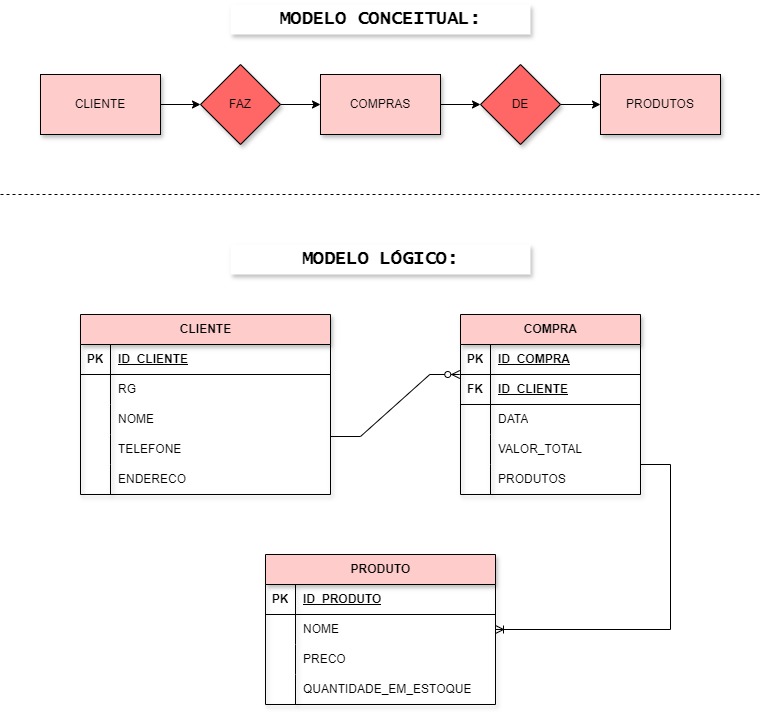 MODELO CONCEITUAL:
CLIENTE
FAZ
COMPRAS
DE
PRODUTOS
MODELO LÓGICO:
CLIENTE
PK ID_CLIENTE
RG
NOME
TELEFONE
ENDERECO
COMPRA
PK ID_COMPRA
FK ID_CLIENTE
DATA
VALOR_TOTAL
PRODUTOS
PRODUTO
PK ID_PRODUTO
NOME
PRECO
QUANTIDADE_EM_ESTOQUE